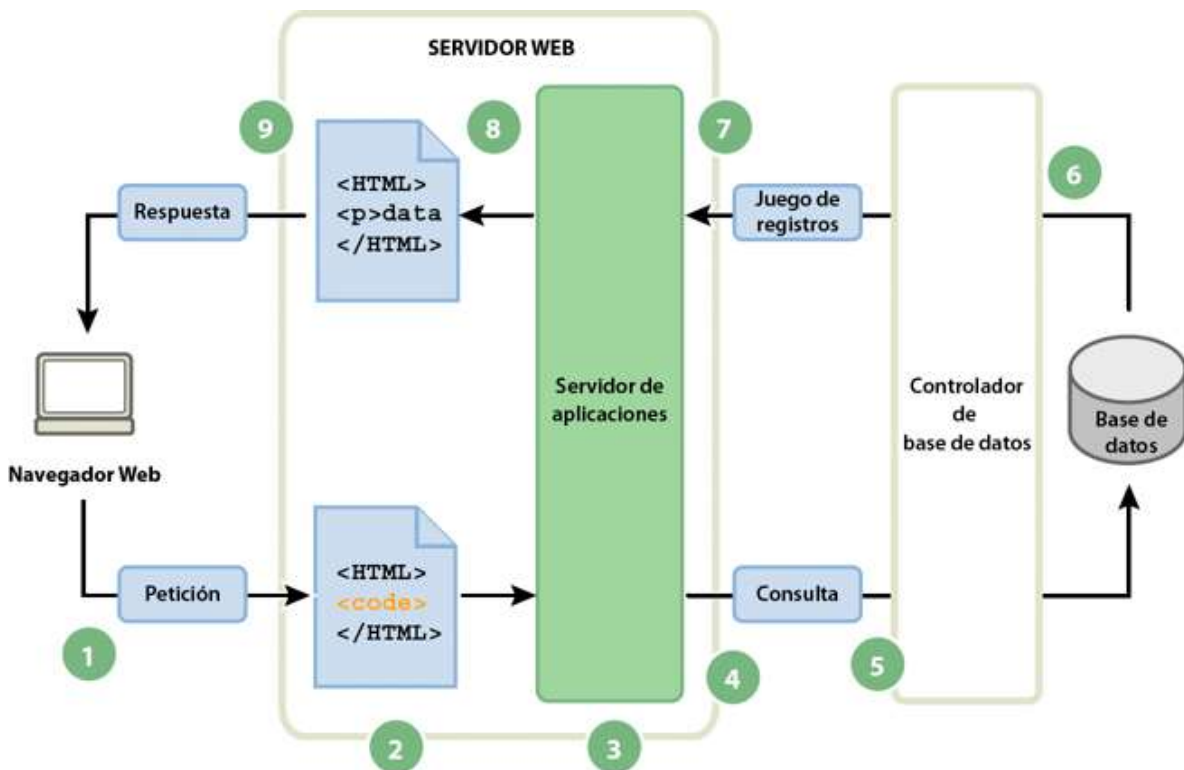 SERVIDOR WEB
9
8
7
6
<HTML>
<p>data
</HTML>
Respuesta
Juego de
registros
Navegador Web
Servidor de
aplicaciones
Controlador
de
base de datos
Base de
datos
Petición
<HTML>
<code>
</HTML>
Consulta
1
2
3
4
5